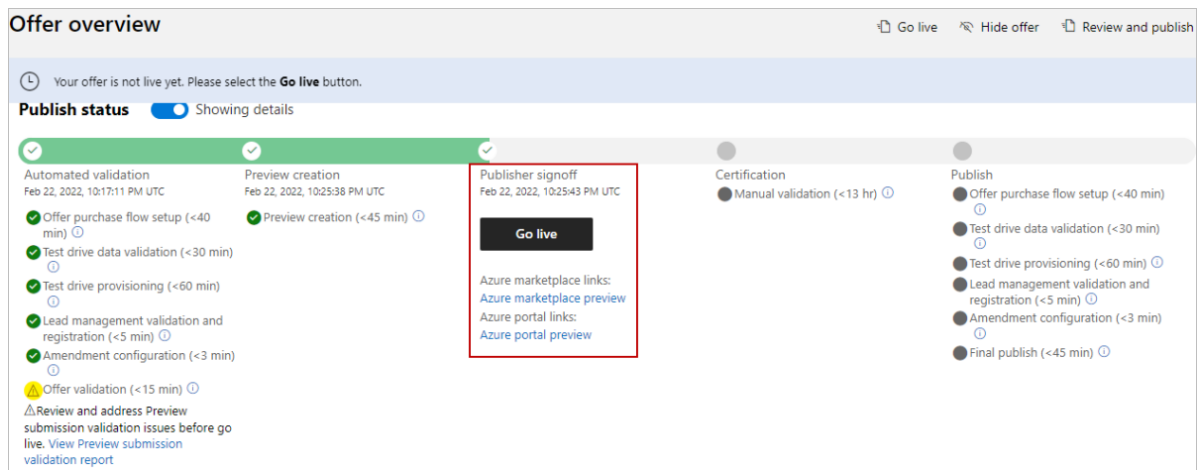 Offer overview
Go live
Hide offer
Review and publish
Your offer is not live yet. Please select the Go live button.
Publish status
Showing details
Automated validation
Feb 22, 2022, 10:17:11 PM UTC
Offer purchase flow setup (<40
min)
Test drive data validation (<30 min)
Test drive provisioning (<60 min)
Lead management validation and
registration (<5 min)
Amendment configuration (<3 min)
Offer validation (<15 min)
Review and address Preview
submission validation issues before go
live. View Preview submission
validation report
Preview creation
Feb 22, 2022, 10:25:38 PM UTC
Preview creation (<45 min)
Publisher signoff
Feb 22, 2022, 10:25:43 PM UTC
Go live
Azure marketplace links:
Azure marketplace preview
Azure portal links:
Azure portal preview
Certification
Manual validation (<13 hr)
Publish
Offer purchase flow setup (<40 min)
Test drive data validation (<30 min)
Test drive provisioning (<60 min)
Lead management validation and
registration (<5 min)
Amendment configuration (<3 min)
Final publish (<45 min)